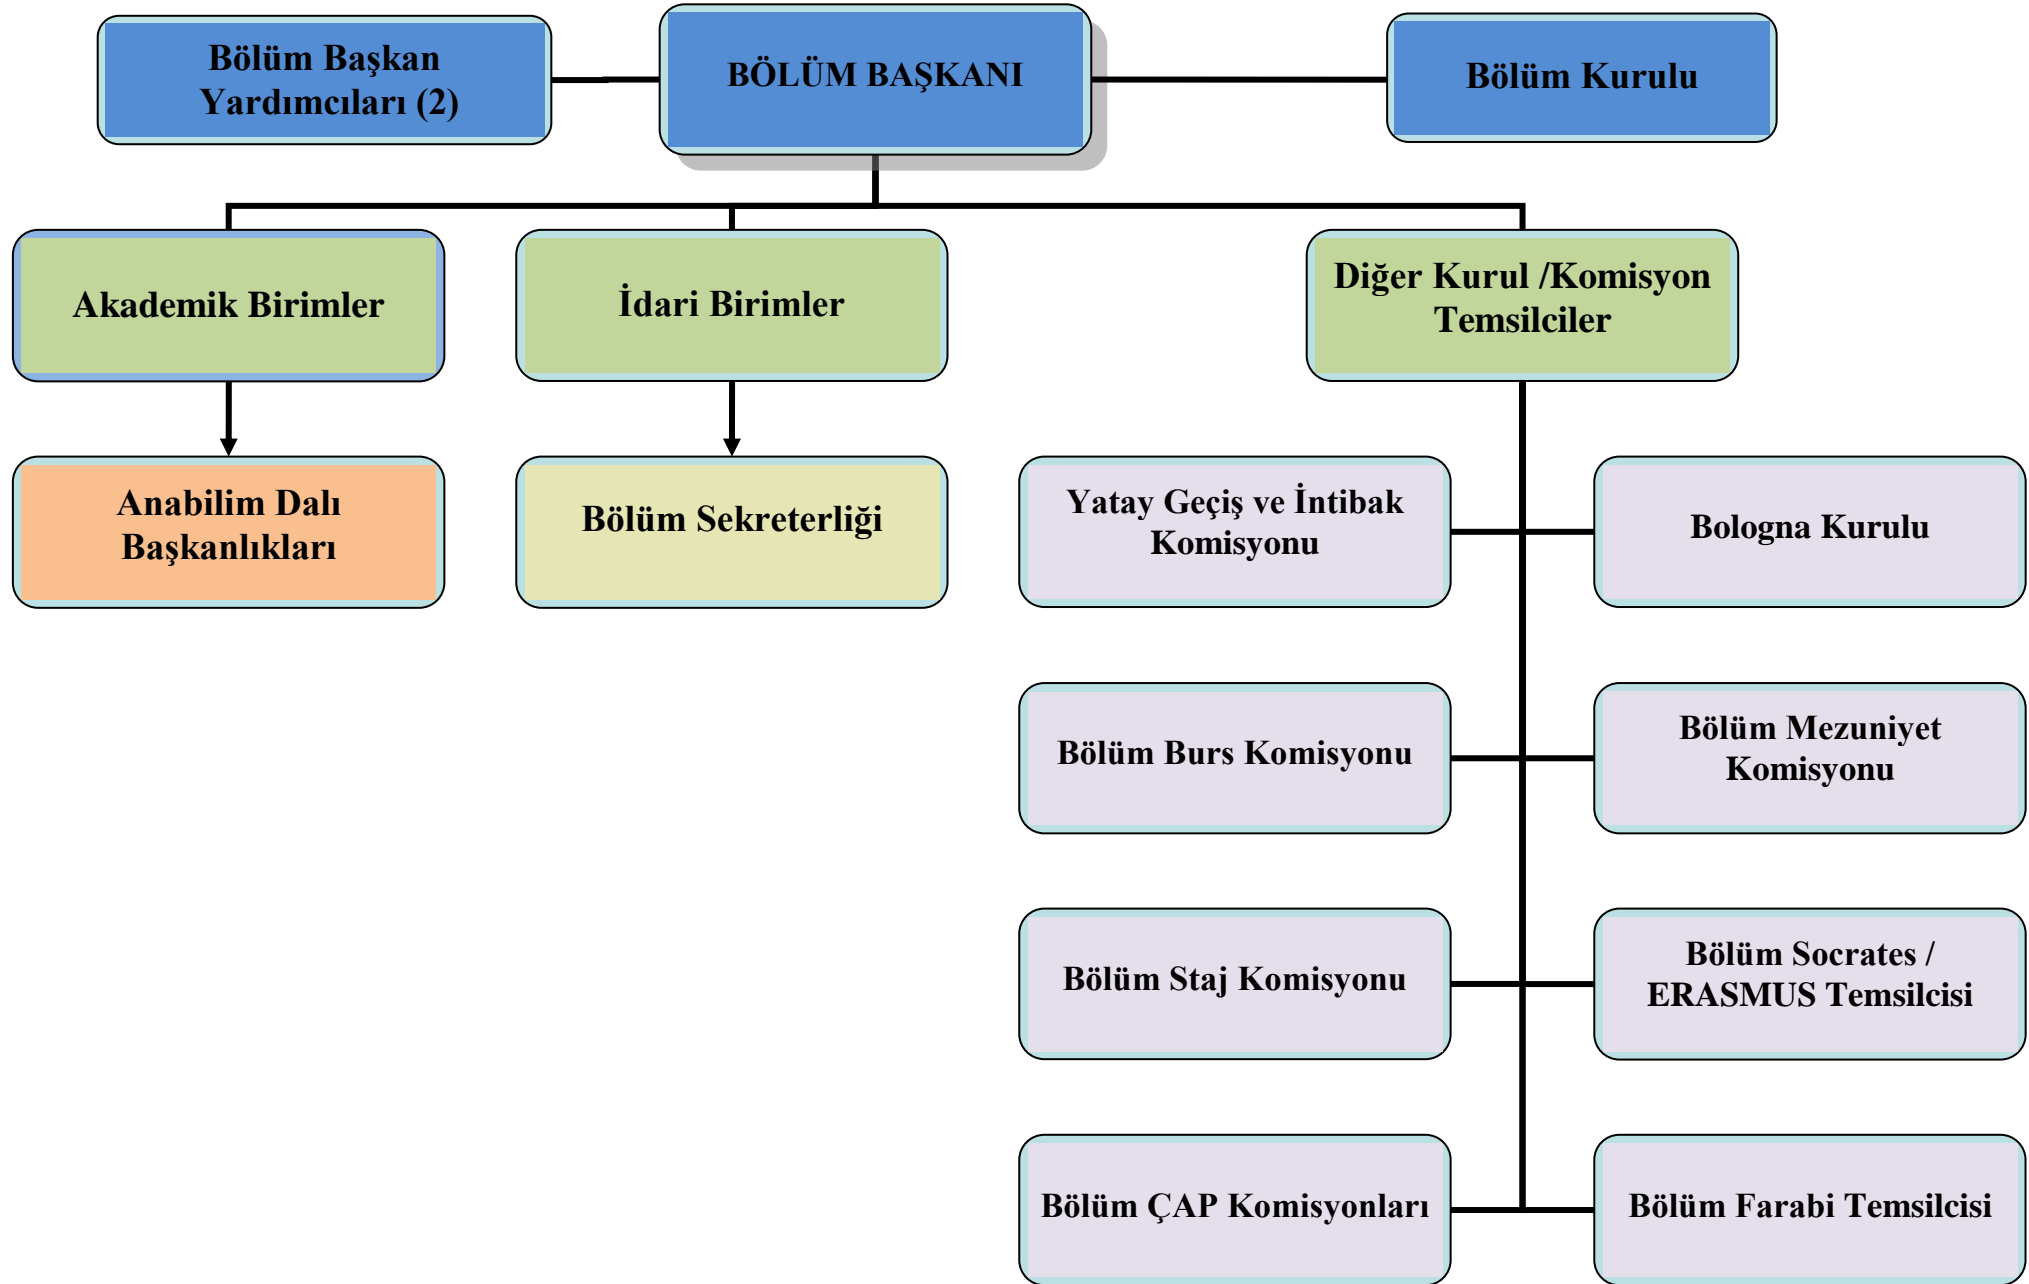 Bölüm Başkan
Yardımcıları (2)
BÖLÜM BAŞKANI
Bölüm Kurulu
Akademik Birimler
İdari Birimler
Diğer Kurul /Komisyon
Temsilciler
Anabilim Dalı
Başkanlıkları
Bölüm Sekreterliği
Yatay Geçiş ve İntibak
Komisyonu
Bologna Kurulu
Bölüm Burs Komisyonu
Bölüm Mezuniyet
Komisyonu
Bölüm Staj Komisyonu
Bölüm Socrates /
ERASMUS Temsilcisi
Bölüm ÇAP Komisyonları
Bölüm Farabi Temsilcisi